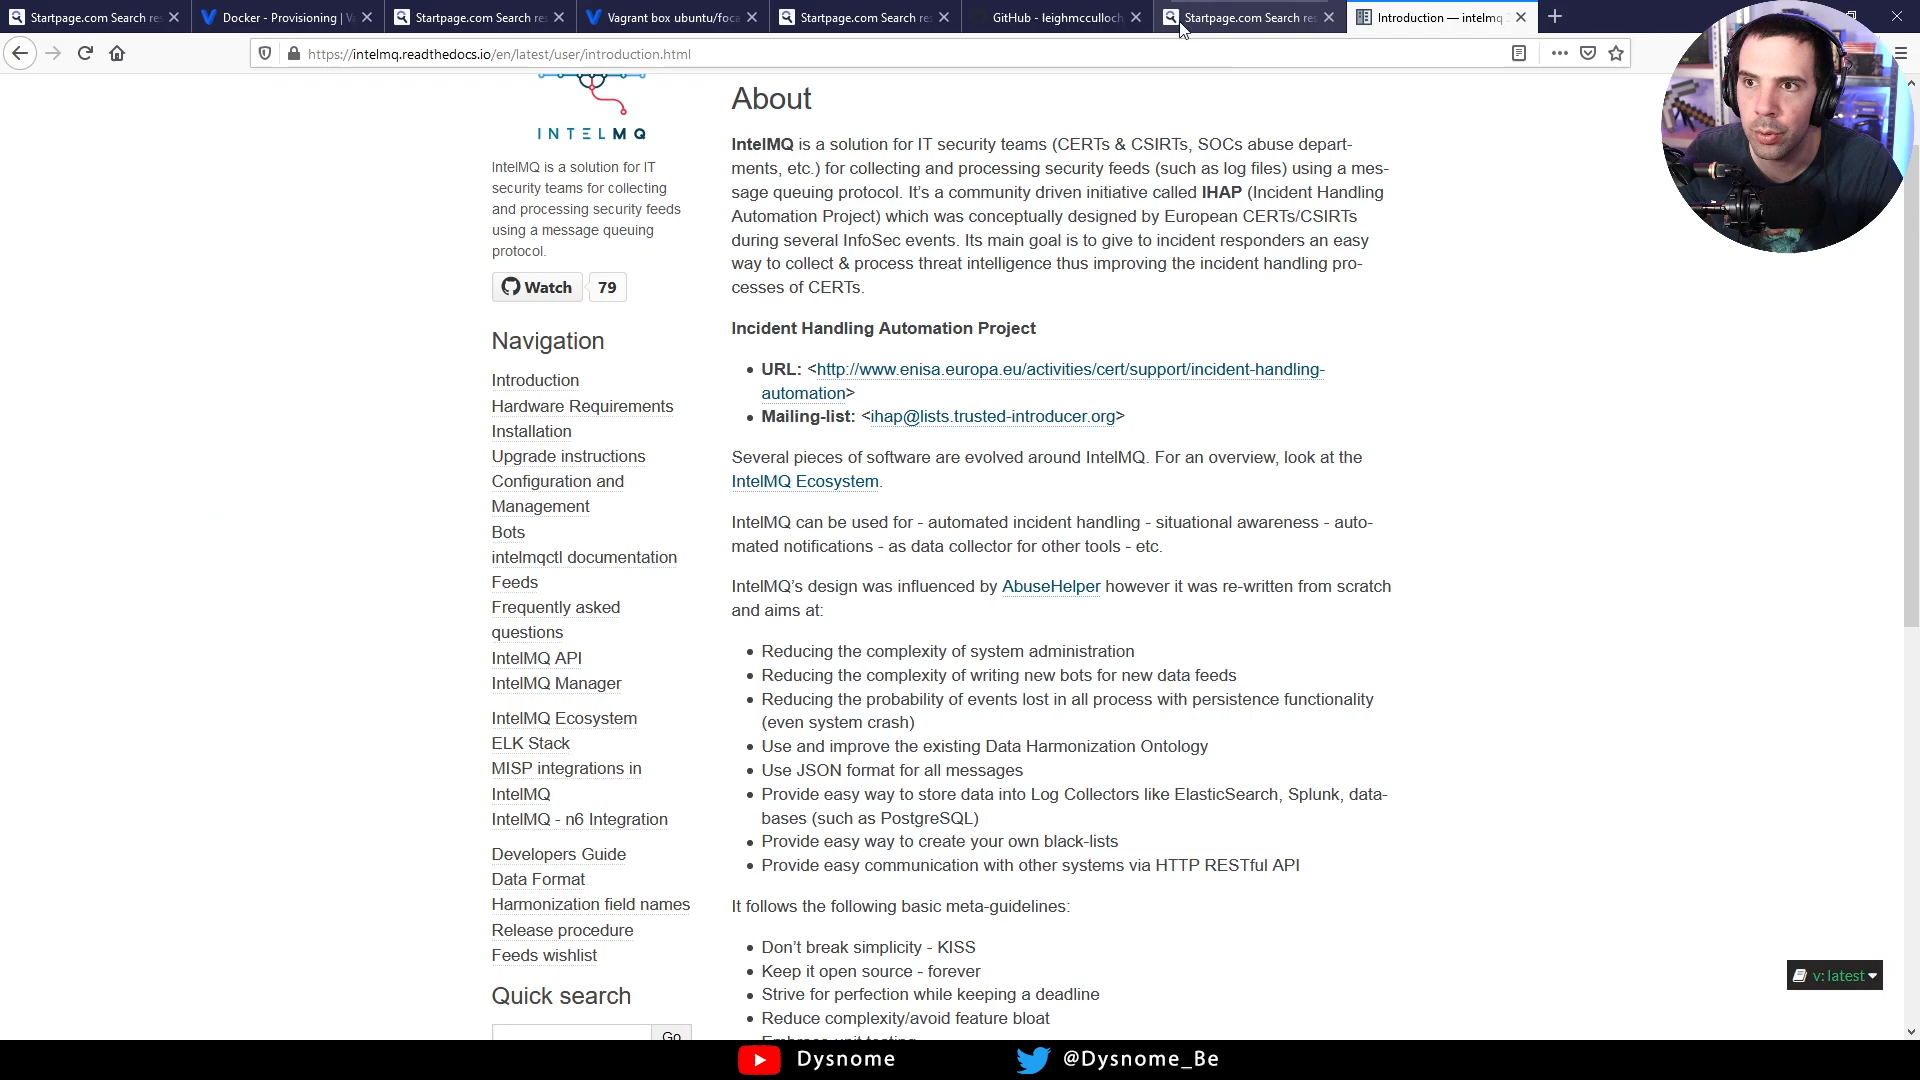 Startpage.com Search res
Docker - Provisioning | Va
Startpage.com Search res
Vagrant box ubuntu/foca
Startpage.com Search res
GitHub - leighmcculloch
Startpage.com Search res
Introduction — intelmq
https://intelmq.readthedocs.io/en/latest/user/introduction.html
INTELMQ
IntelMQ is a solution for IT
security teams for collecting
and processing security feeds
using a message queuing
protocol.
Watch 79
Navigation
Introduction
Hardware Requirements
Installation
Upgrade instructions
Configuration and
Management
Bots
intelmqctl documentation
Feeds
Frequently asked
questions
IntelMQ API
IntelMQ Manager
IntelMQ Ecosystem
ELK Stack
MISP integrations in
IntelMQ
IntelMQ - n6 Integration
Developers Guide
Data Format
Harmonization field names
Release procedure
Feeds wishlist
Quick search
Go
About
IntelMQ is a solution for IT security teams (CERTs & CSIRTs, SOCs abuse depart-
ments, etc.) for collecting and processing security feeds (such as log files) using a mes-
sage queuing protocol. It’s a community driven initiative called IHAP (Incident Handling
Automation Project) which was conceptually designed by European CERTs/CSIRTs
during several InfoSec events. Its main goal is to give to incident responders an easy
way to collect & process threat intelligence thus improving the incident handling pro-
cesses of CERTs.
Incident Handling Automation Project
• URL: <http://www.enisa.europa.eu/activities/cert/support/incident-handling-
automation>
• Mailing-list: <ihap@lists.trusted-introducer.org>
Several pieces of software are evolved around IntelMQ. For an overview, look at the
IntelMQ Ecosystem.
IntelMQ can be used for - automated incident handling - situational awareness - auto-
mated notifications - as data collector for other tools - etc.
IntelMQ’s design was influenced by AbuseHelper however it was re-written from scratch
and aims at:
• Reducing the complexity of system administration
• Reducing the complexity of writing new bots for new data feeds
• Reducing the probability of events lost in all process with persistence functionality
(even system crash)
• Use and improve the existing Data Harmonization Ontology
• Use JSON format for all messages
• Provide easy way to store data into Log Collectors like ElasticSearch, Splunk, data-
bases (such as PostgreSQL)
• Provide easy way to create your own black-lists
• Provide easy communication with other systems via HTTP RESTful API
It follows the following basic meta-guidelines:
• Don’t break simplicity - KISS
• Keep it open source - forever
• Strive for perfection while keeping a deadline
• Reduce complexity/avoid feature bloat
v: latest
Dysnome
@Dysnome_Be